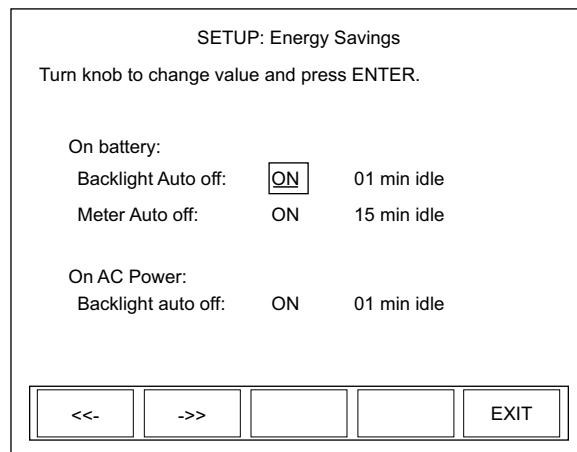 SETUP: Energy Savings
Turn knob to change value and press ENTER.
On battery:
Backlight Auto off: ON 01 min idle
Meter Auto off: ON 15 min idle
On AC Power:
Backlight auto off: ON 01 min idle
<<- ->> EXIT